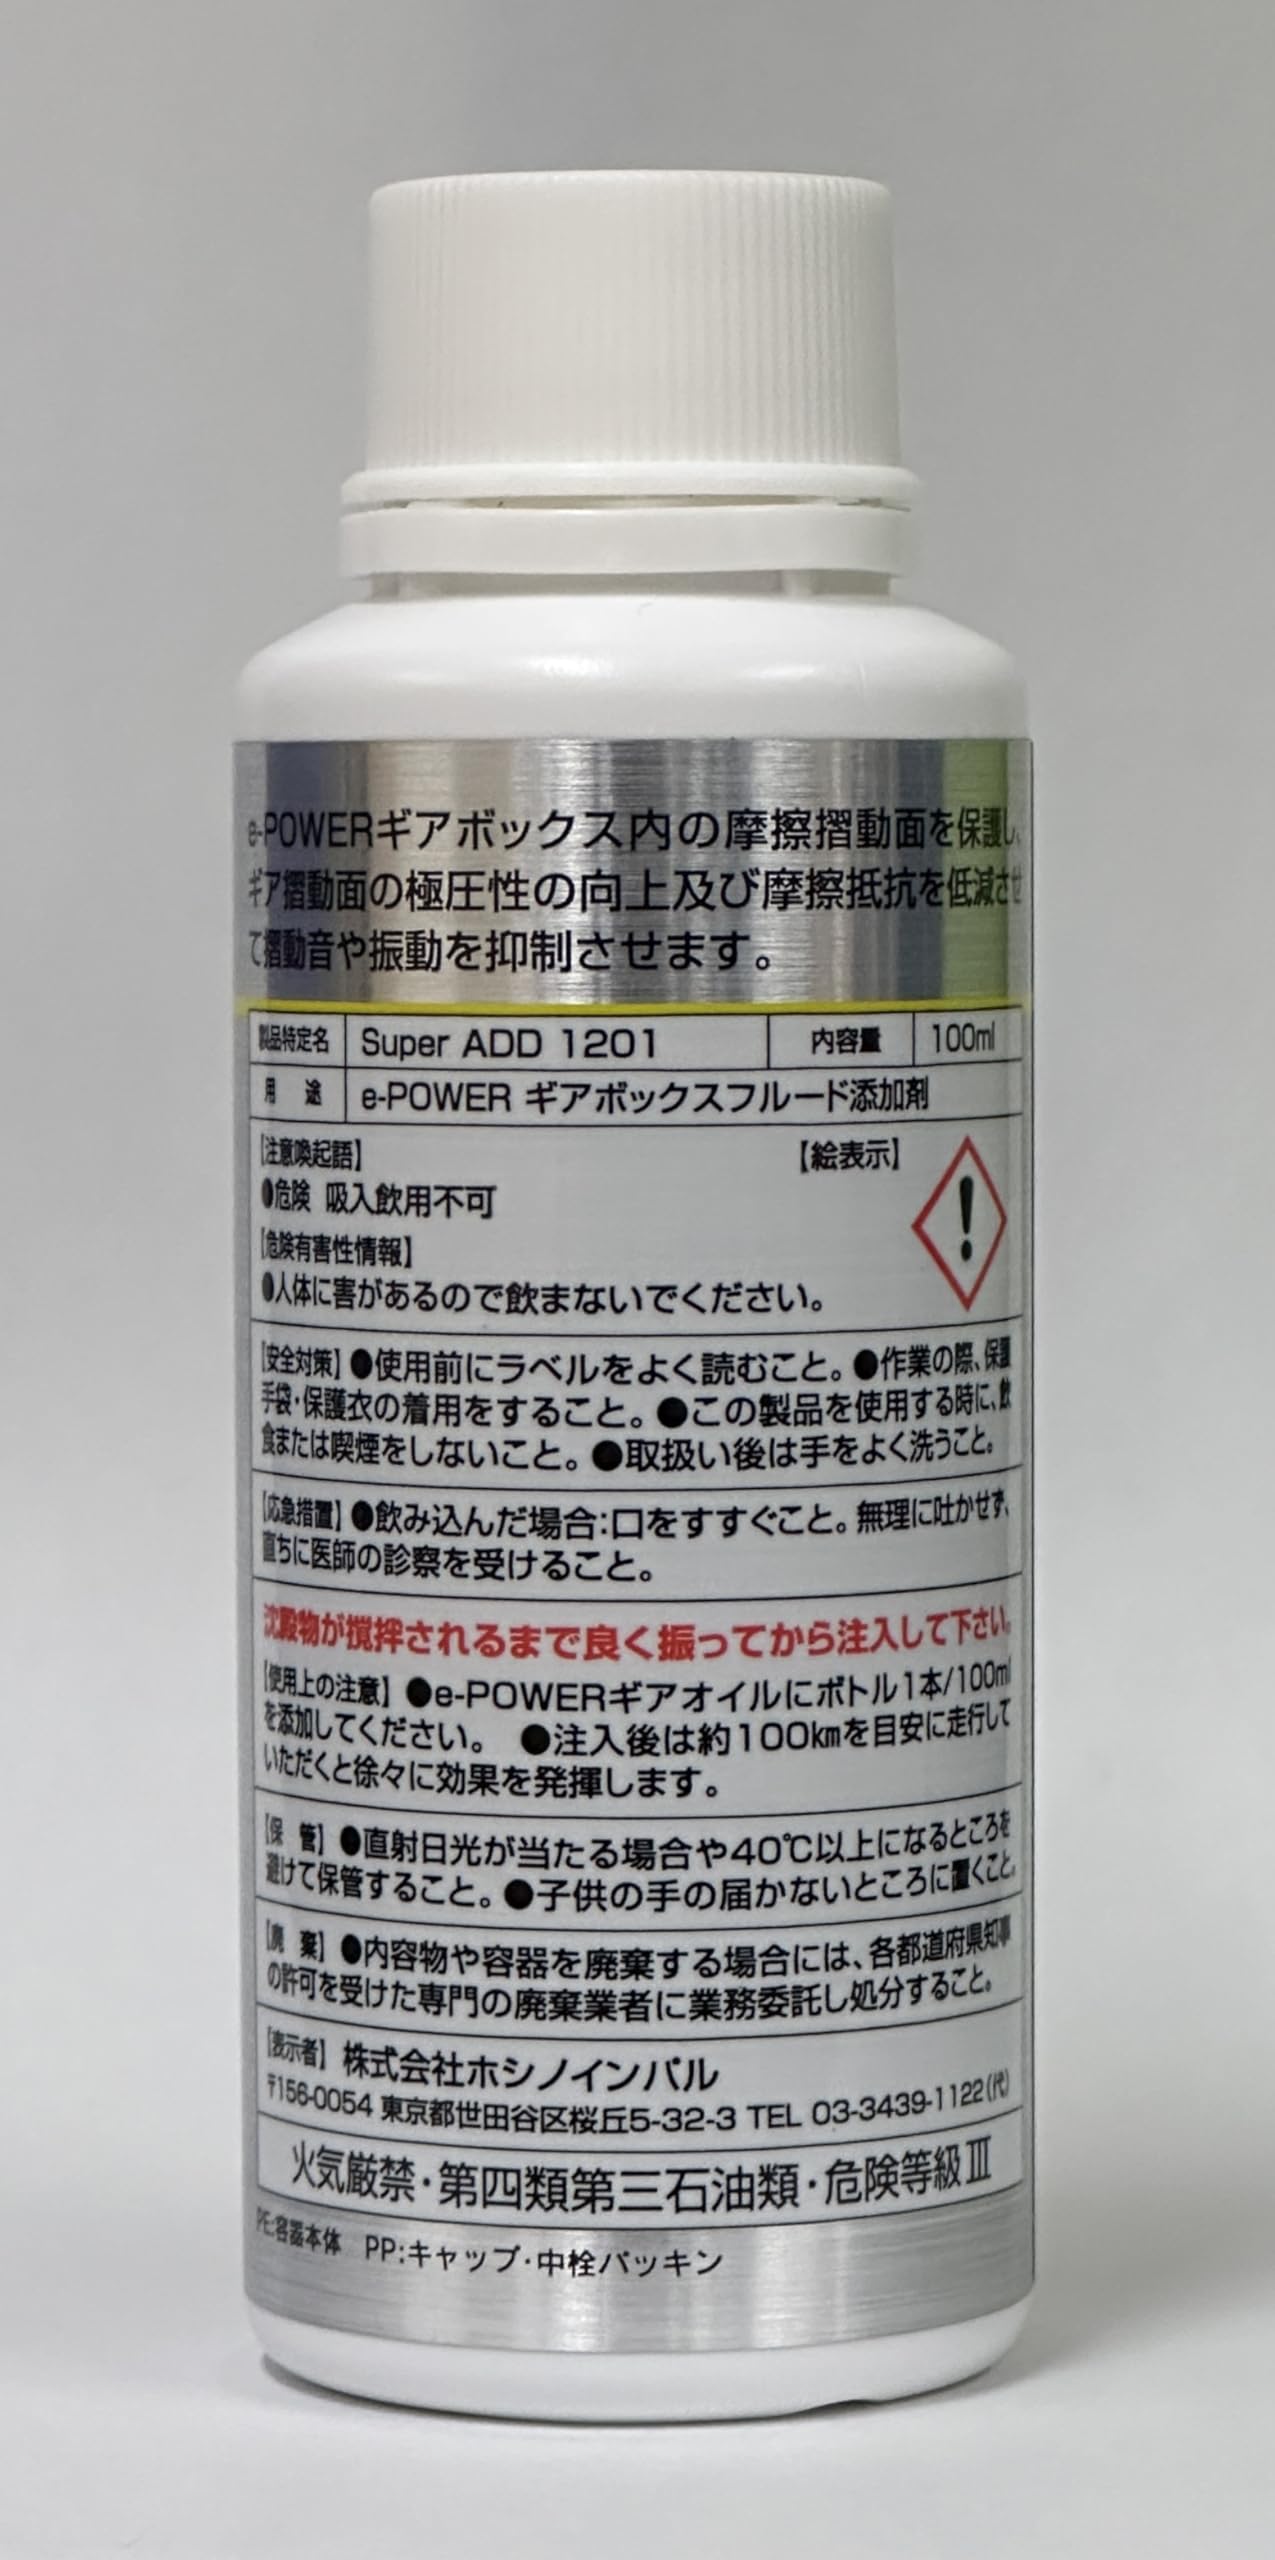 e-POWERギアボックス内の摩擦摺動面を保護し、
ギア摺動面の極圧性の向上及び摩擦抵抗を低減させ
て摺動音や振動を抑制させます。
製品特定名 Super ADD 1201 内容量 100ml
用 途 e-POWER ギアボックスフルード添加剤
【注意喚起語】 【絵表示】
●危険 吸入飲用不可
【危険有害性情報】
●人体に害があるので飲まないでください。
【安全対策】●使用前にラベルをよく読むこと。●作業の際、保護
手袋・保護衣の着用をすること。●この製品を使用する時に、飲
食または喫煙をしないこと。●取扱い後は手をよく洗うこと。
【応急措置】●飲み込んだ場合:口をすすぐこと。無理に吐かせず、
直ちに医師の診察を受けること。
沈殿物が撹拌されるまで良く振ってから注入して下さい。
【使用上の注意】●e-POWERギアオイルにボトル1本/100ml
を添加してください。 ●注入後は約100kmを目安に走行して
いただくと徐々に効果を発揮します。
【保 管】●直射日光が当たる場合や40℃以上になるところを
避けて保管すること。●子供の手の届かないところに置くこと。
【廃 棄】●内容物や容器を廃棄する場合には、各都道府県知事
の許可を受けた専門の廃棄業者に業務委託し処分すること。
【表示者】株式会社ホシノインパル
〒156-0054 東京都世田谷区桜丘5-32-3 TEL 03-3439-1122(代)
火気厳禁・第四類第三石油類・危険等級Ⅲ
PE:容器本体 PP:キャップ・中栓パッキン